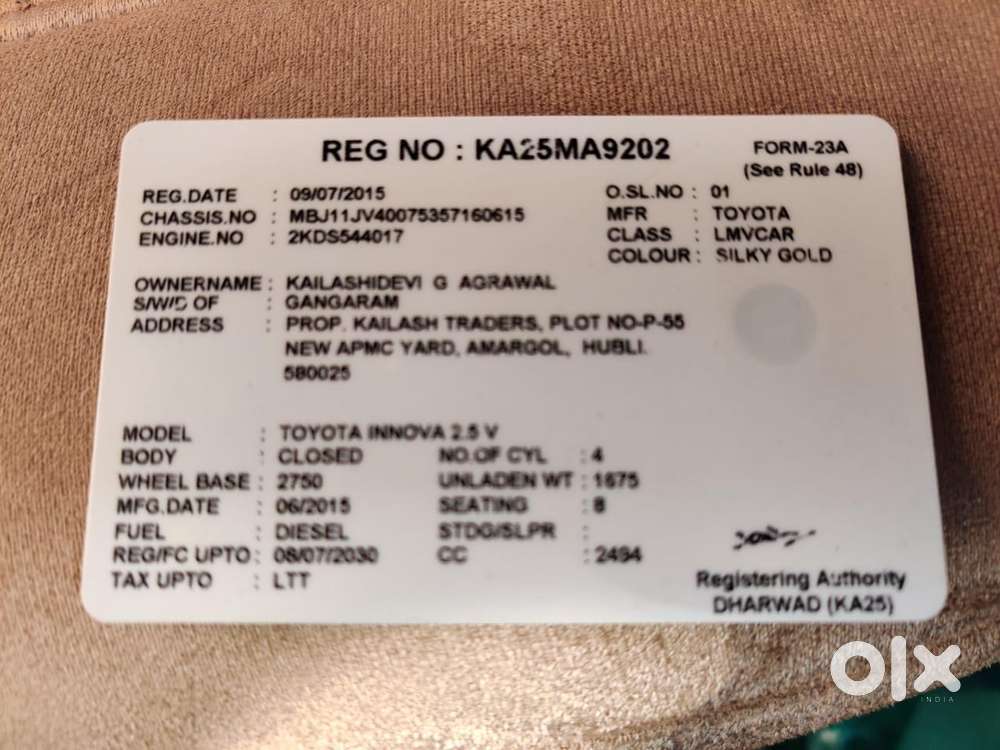 REG NO : KA25MA9202
FORM-23A
(See Rule 48)
REG.DATE : 09/07/2015
O.SL.NO : 01
CHASSIS.NO : MBJ11JV40075357160615
MFR : TOYOTA
ENGINE.NO : 2KDS544017
CLASS : LMVCAR
COLOUR : SILKY GOLD
OWNERNAME : KAILASHIDEVI G AGRAWAL
S/W/D OF : GANGARAM
ADDRESS : PROP. KAILASH TRADERS, PLOT NO-P-55
NEW APMC YARD, AMARGOL, HUBLI.
580025
MODEL : TOYOTA INNOVA 2.5 V
BODY : CLOSED NO.OF CYL : 4
WHEEL BASE : 2750 UNLADEN WT : 1675
MFG.DATE : 06/2015 SEATING : 8
FUEL : DIESEL STDG/SLPR :
REG/FC UPTO : 08/07/2030 CC : 2494
TAX UPTO : LTT
Registering Authority
DHARWAD (KA25)
olx
INDIA